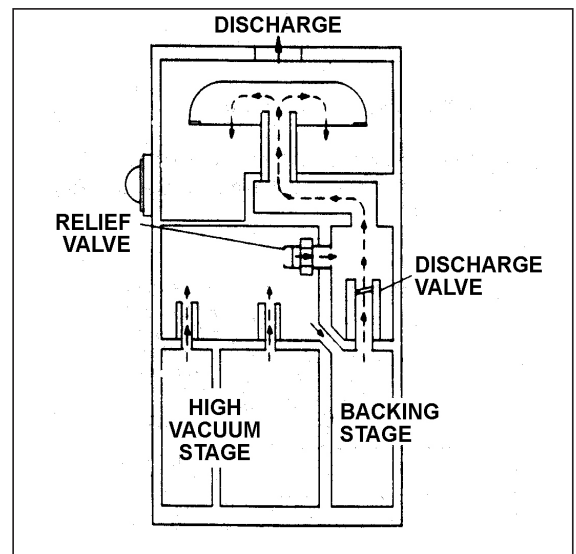 DISCHARGE
RELIEF
VALVE
DISCHARGE
VALVE
HIGH
VACUUM
STAGE
BACKING
STAGE